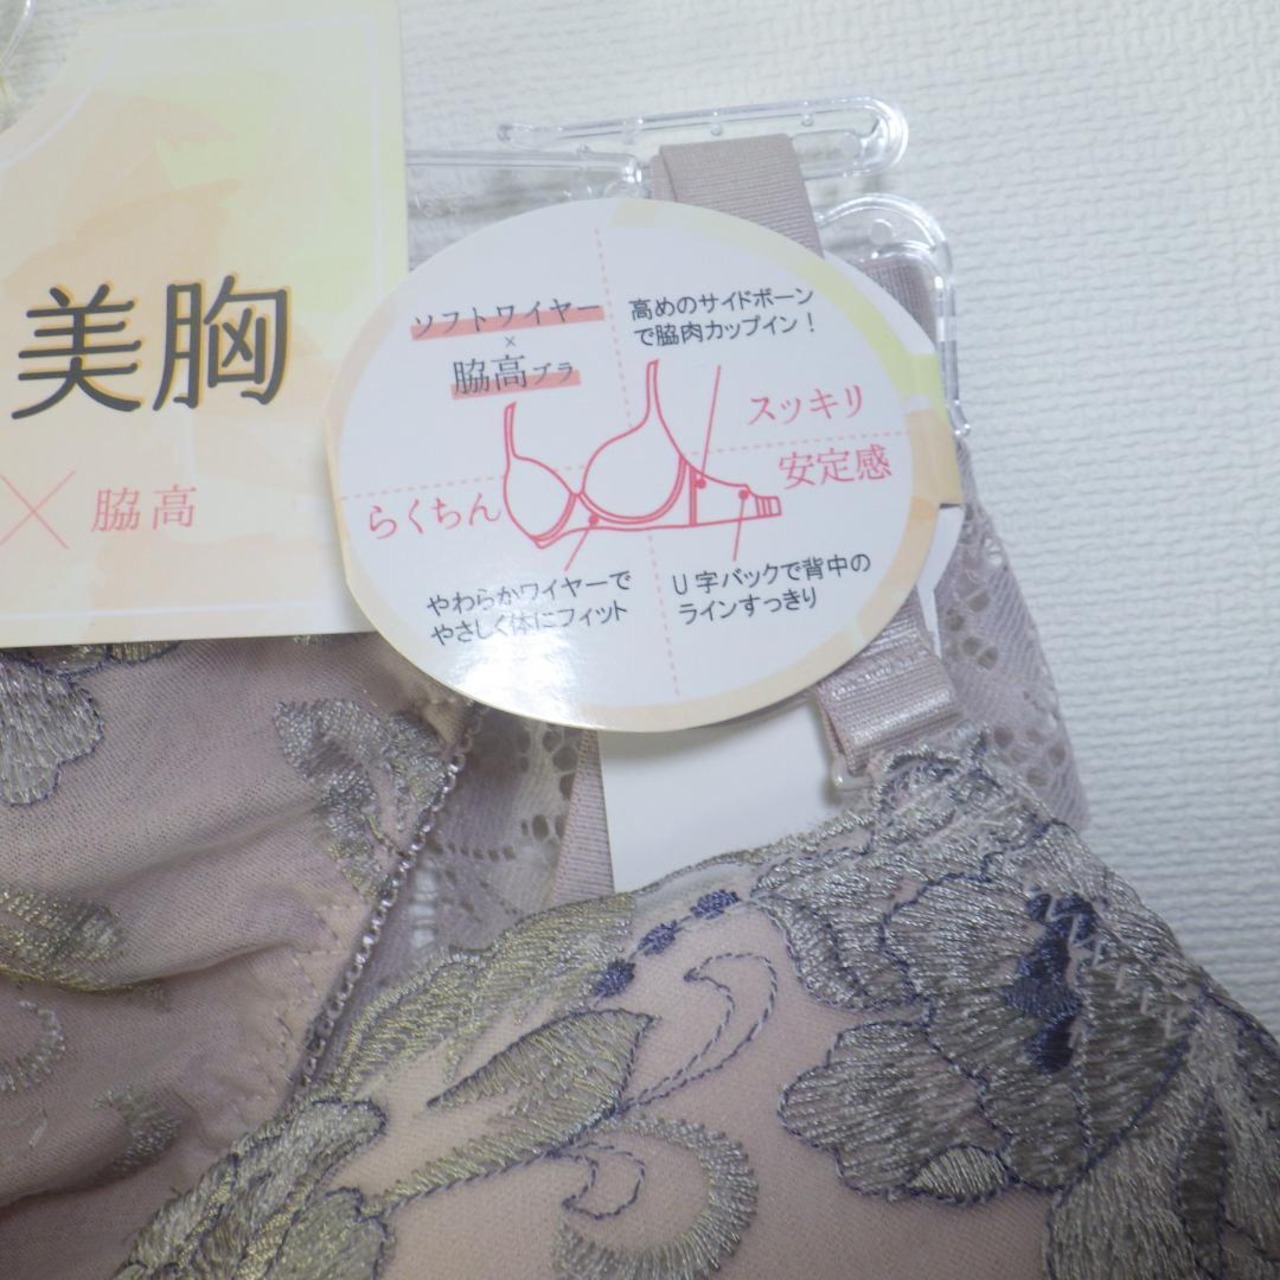 美胸
× 脇高
ソフトワイヤー
×
脇高ブラ
高めのサイドボーン
で脇肉カップイン！
スッキリ
安定感
らくちん
やわらかワイヤーで
やさしく体にフィット
U字バックで背中の
ラインすっきり